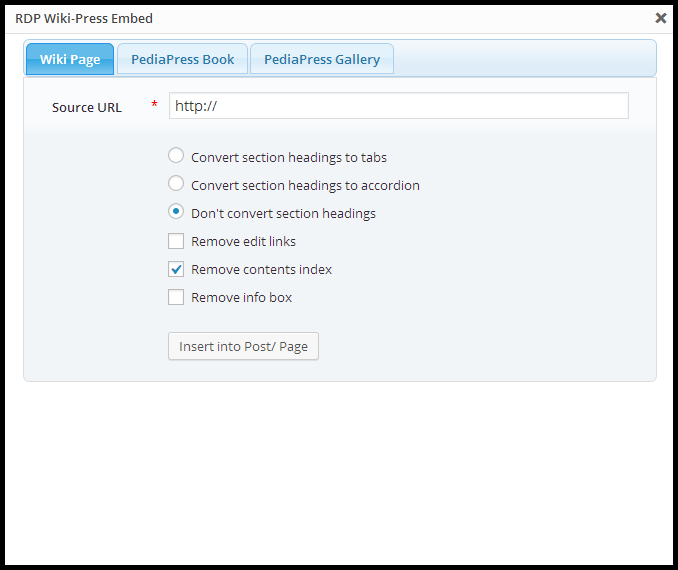 RDP Wiki-Press Embed
Wiki Page PediaPress Book PediaPress Gallery
Source URL * http://
Convert section headings to tabs
Convert section headings to accordion
Don't convert section headings
Remove edit links
Remove contents index
Remove info box
Insert into Post/ Page